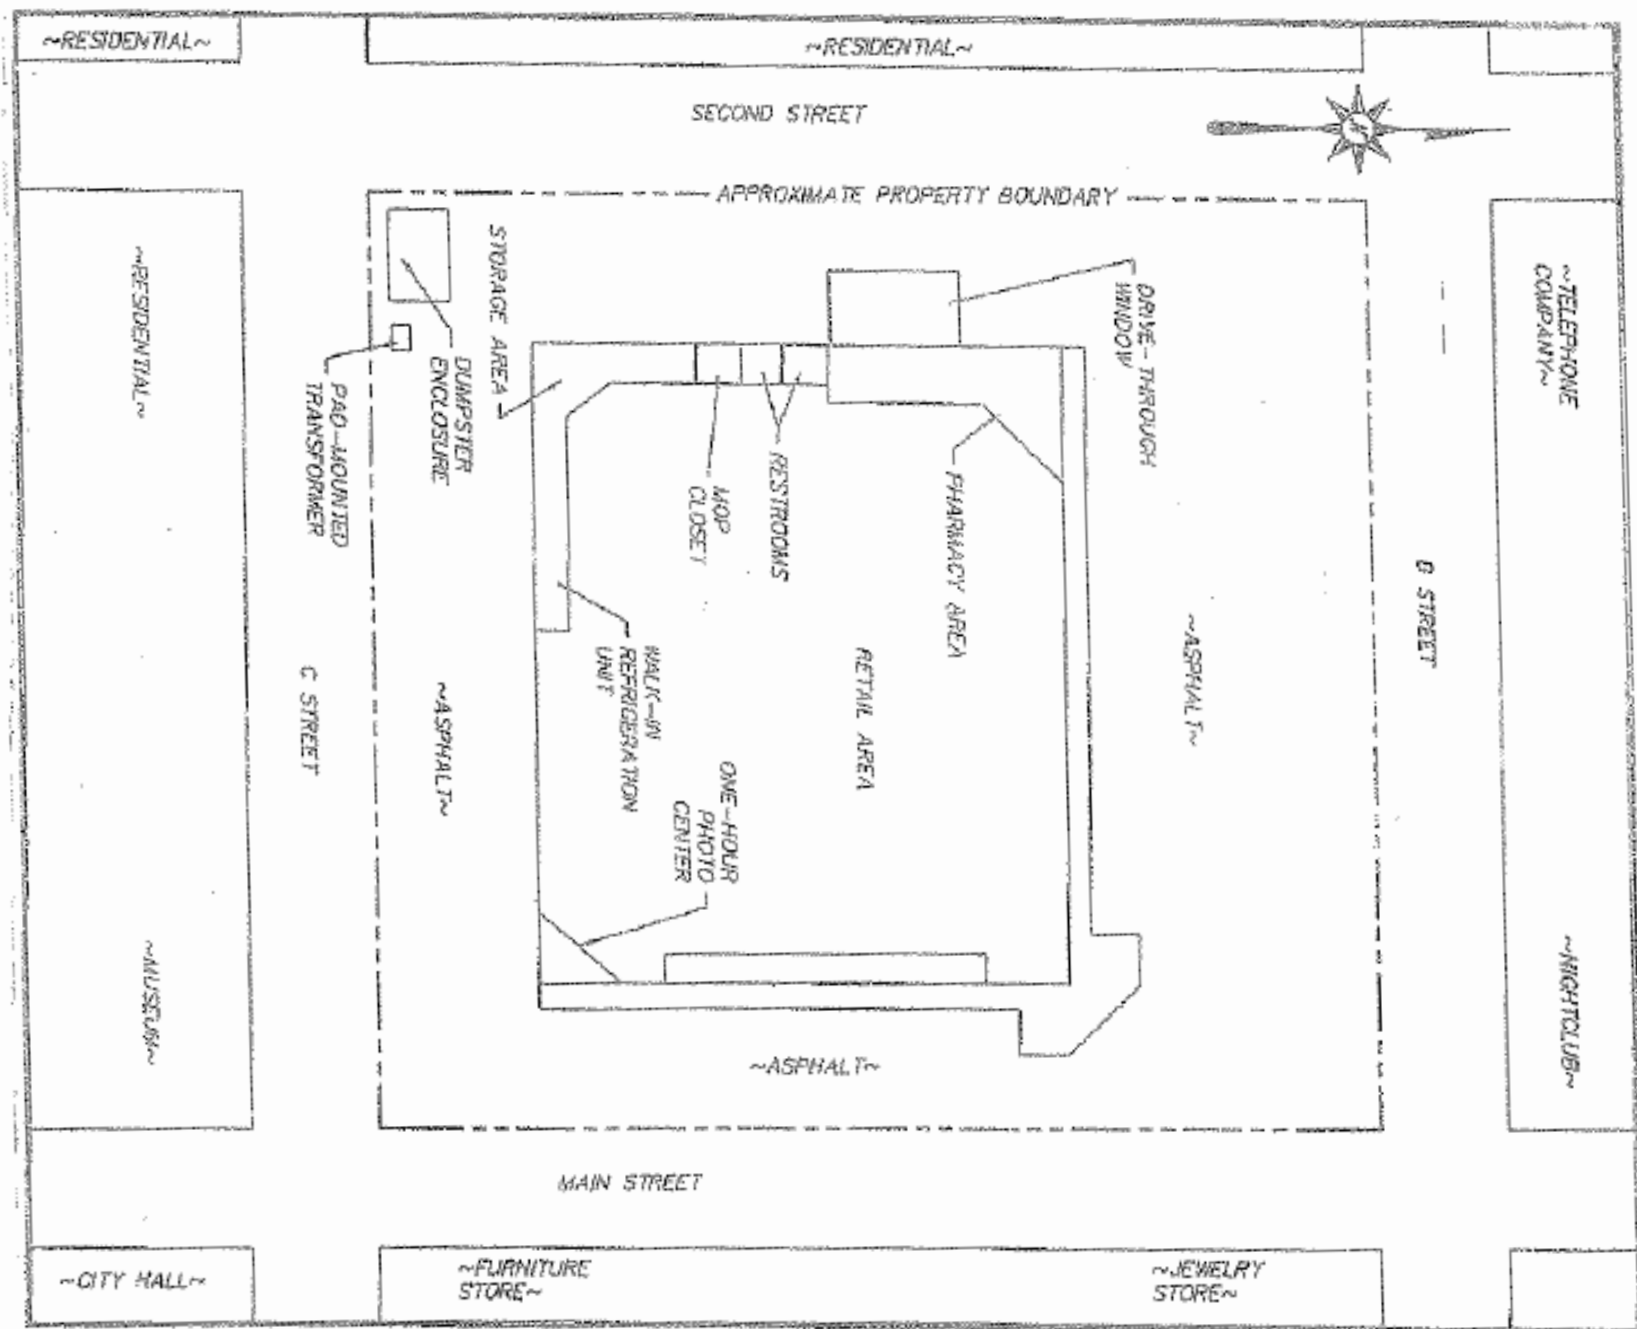 ~RESIDENTIAL~
~RESIDENTIAL~
SECOND STREET
N
APPROXIMATE PROPERTY BOUNDARY
~RESIDENTIAL~
STORAGE AREA
DUMPSTER
ENCLOSURE
PAD-MOUNTED
TRANSFORMER
DRIVE-THROUGH
WINDOW
~TELEPHONE
COMPANY~
RESTROOMS
MOP
CLOSET
PHARMACY AREA
B STREET
~ASPHALT~
RETAIL AREA
WALK-IN
REFRIGERATION
UNIT
C STREET
~ASPHALT~
ONE-HOUR
PHOTO
CENTER
~MUSEUM~
~NIGHTCLUB~
~ASPHALT~
MAIN STREET
~CITY HALL~
~FURNITURE
STORE~
~JEWELRY
STORE~